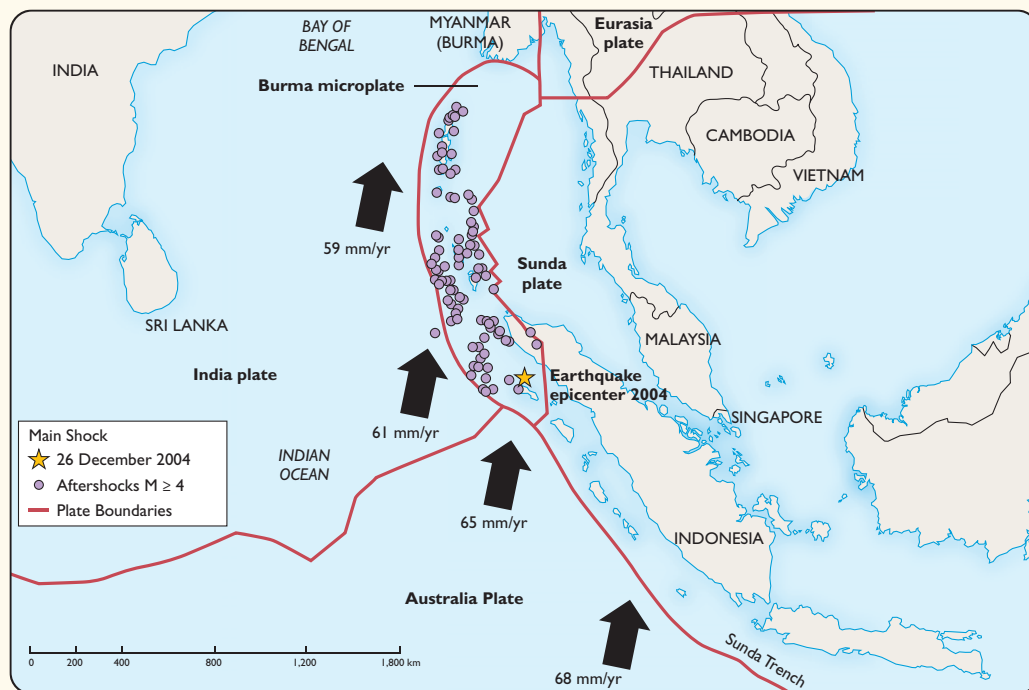 BAY OF
BENGAL
MYANMAR
(BURMA)
Eurasia
plate
INDIA
THAILAND
Burma microplate
CAMBODIA
VIETNAM
59 mm/yr
Sunda
plate
SRI LANKA
MALAYSIA
India plate
Earthquake
epicenter 2004
SINGAPORE
61 mm/yr
Main Shock
26 December 2004
Aftershocks M ≥ 4
Plate Boundaries
INDIAN
OCEAN
65 mm/yr
INDONESIA
Australia Plate
Sunda Trench
68 mm/yr
0 200 400 800 1,200 1,800 km